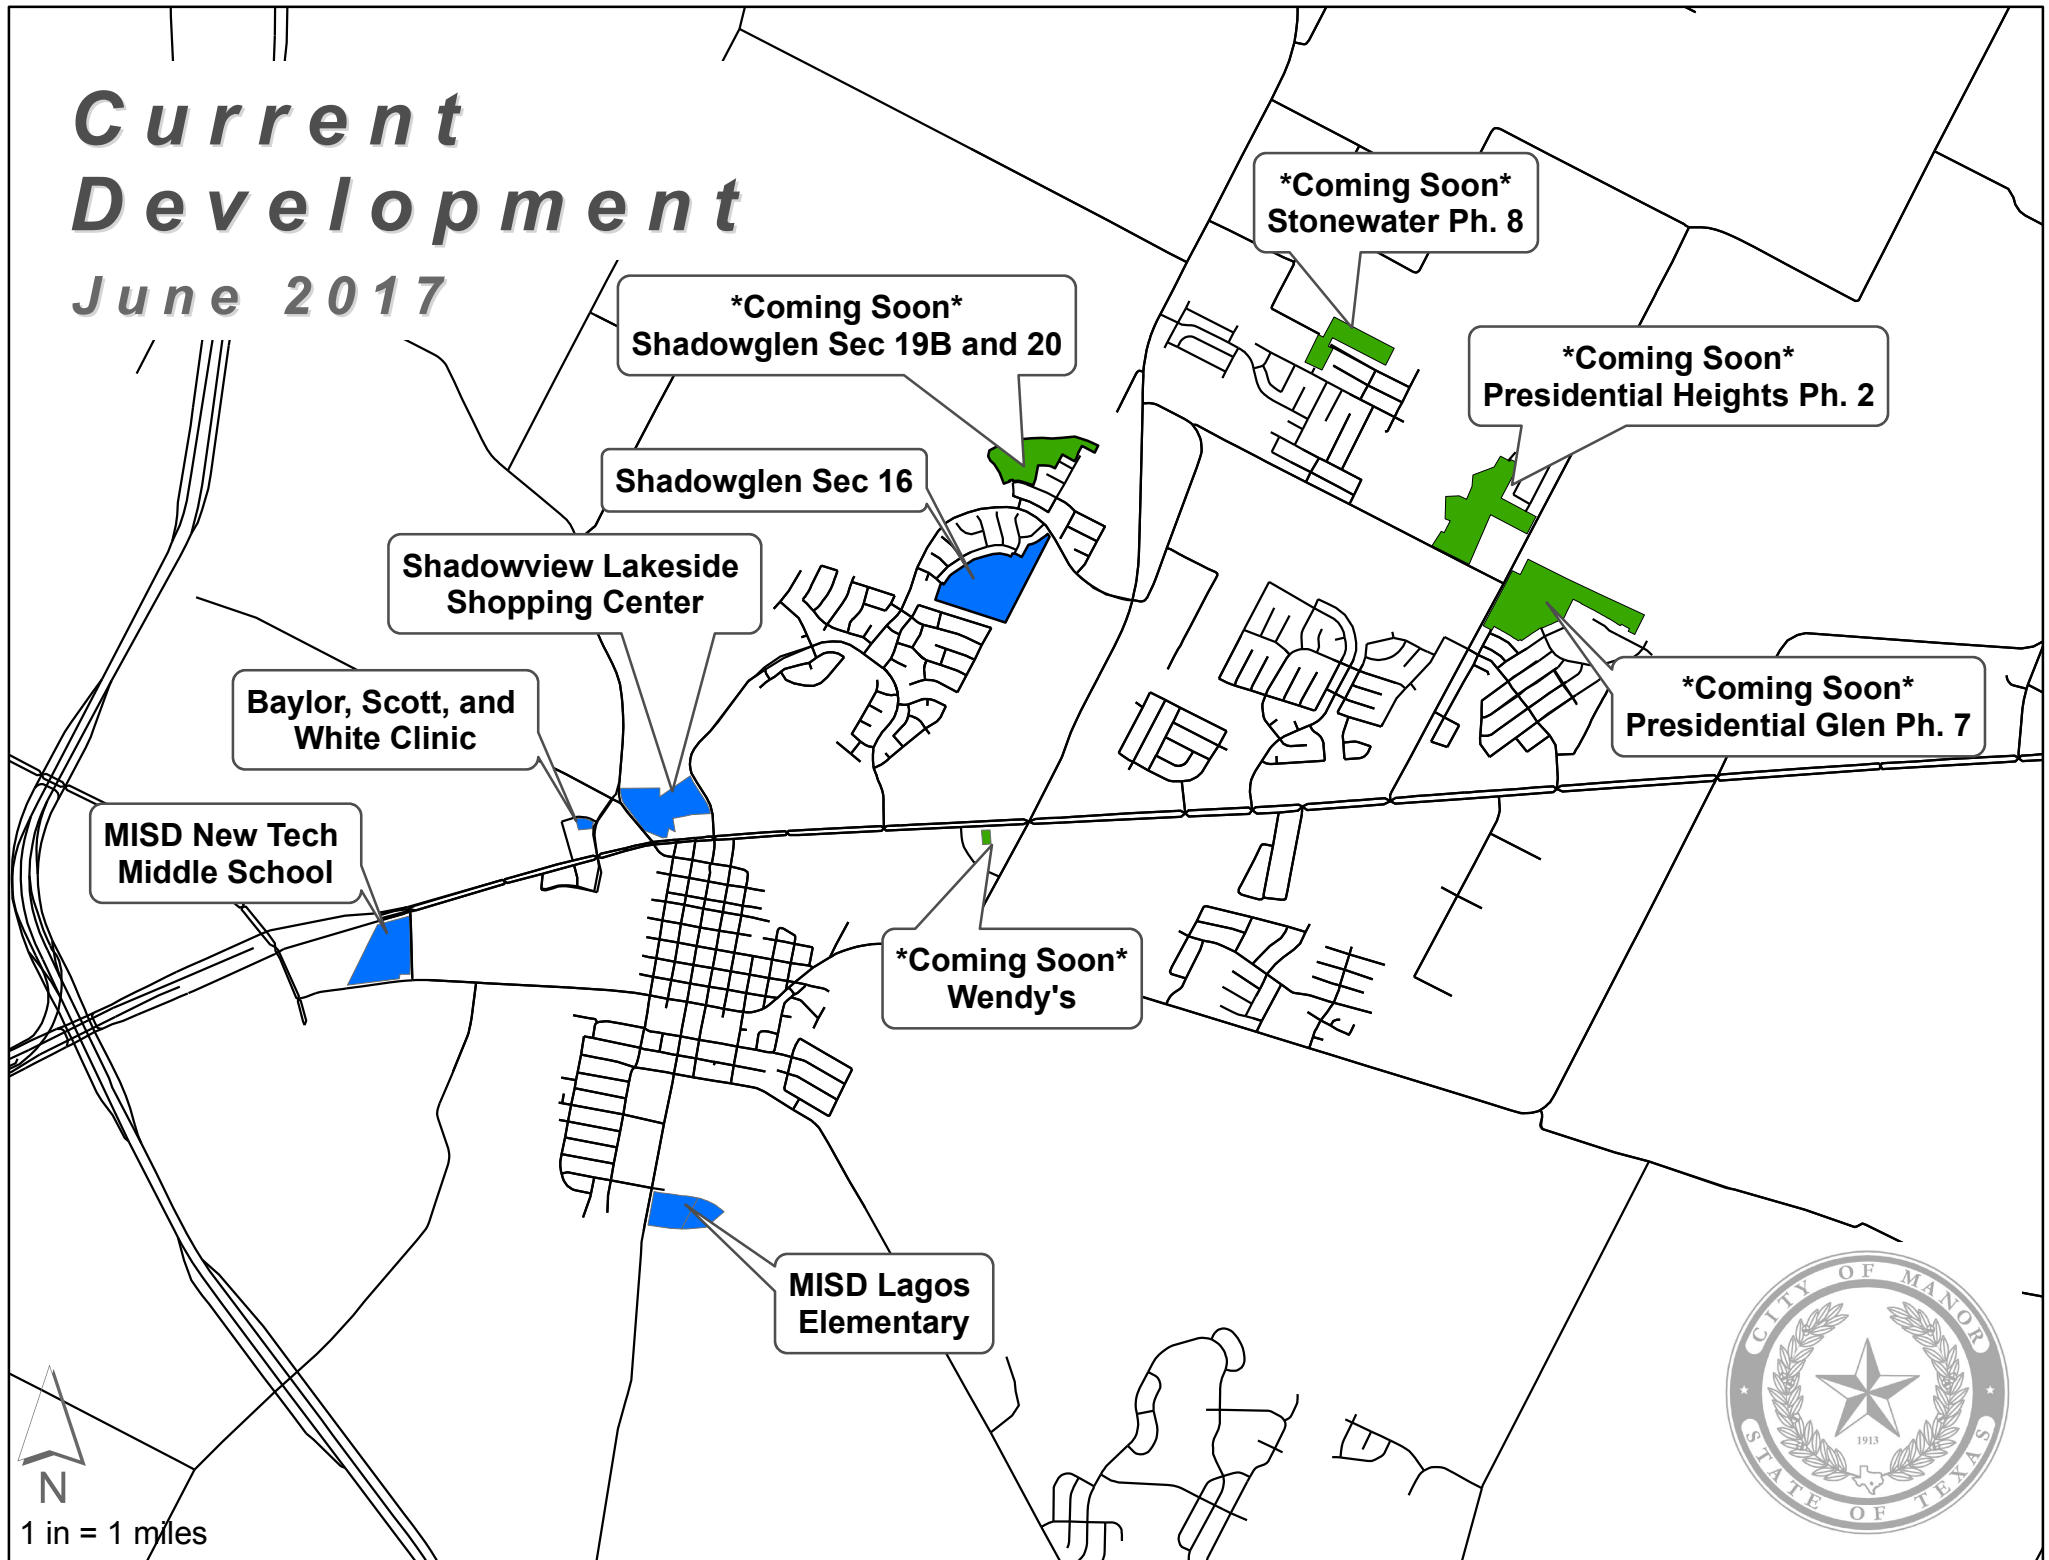 Current
Development
June 2017
*Coming Soon*
Stonewater Ph. 8
*Coming Soon*
Shadowglen Sec 19B and 20
*Coming Soon*
Presidential Heights Ph. 2
Shadowglen Sec 16
Shadowview Lakeside
Shopping Center
Baylor, Scott, and
White Clinic
*Coming Soon*
Presidential Glen Ph. 7
MISD New Tech
Middle School
*Coming Soon*
Wendy's
MISD Lagos
Elementary
CITY OF MANOR
1913
STATE OF TEXAS
N
1 in = 1 miles